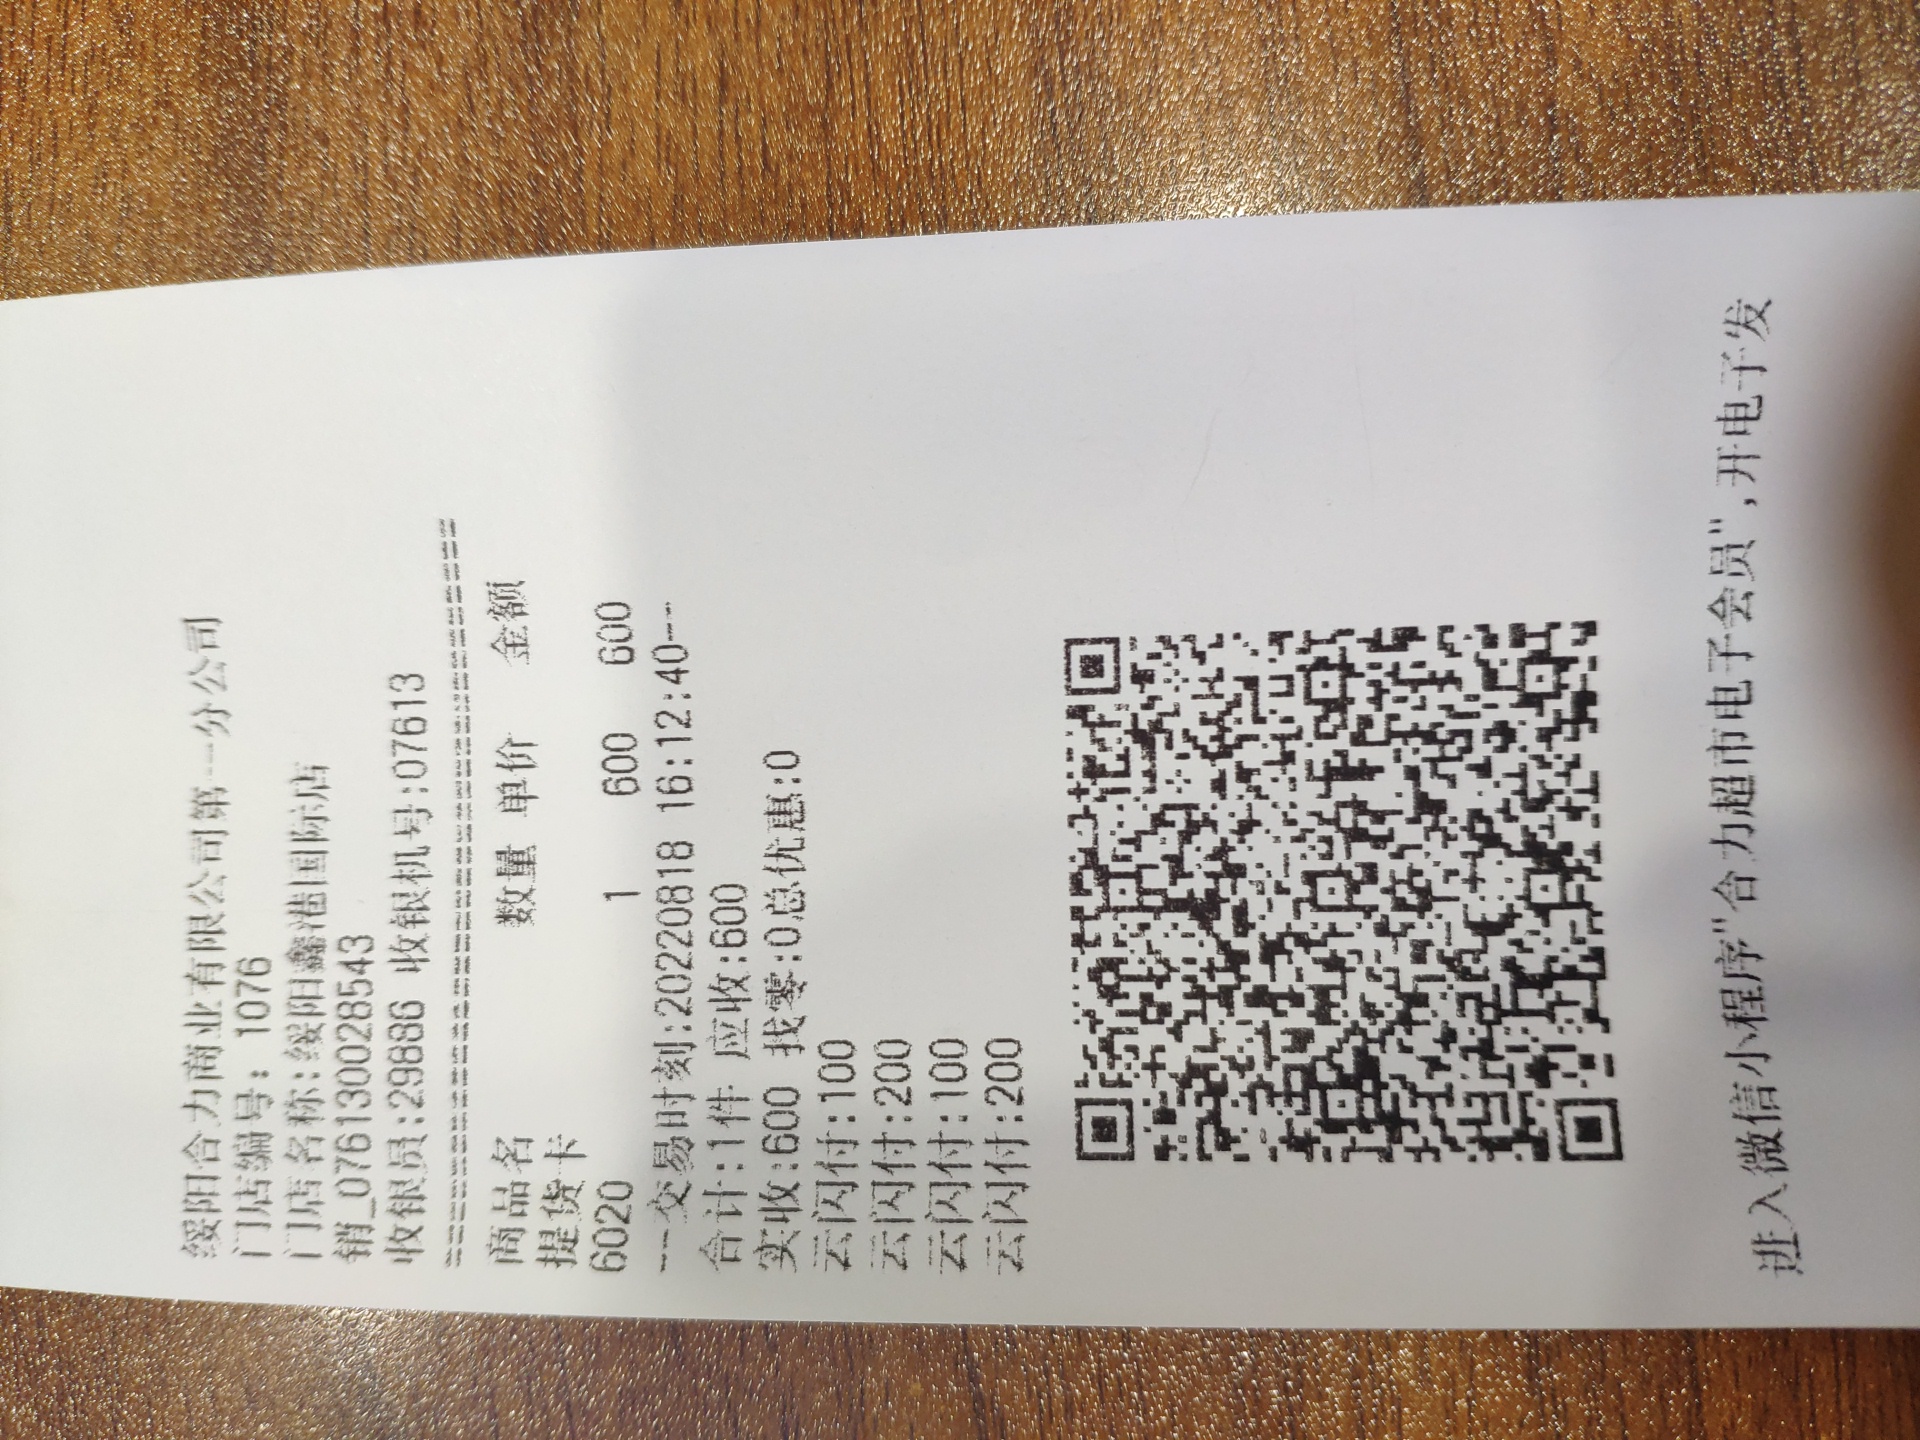 绥阳合力商业有限公司第一分公司
门店编号: 1076
门店名称:绥阳鑫港国际店
销_0761300028543
收银员:29886 收银机号:07613
商品名 数量 单价 金额
提货卡
6020 1 600 600
---交易时刻:20220818 16:12:40---
合计:1件 应收:600
实收:600 找零:0总优惠:0
云闪付:100
云闪付:200
云闪付:100
云闪付:200
进入微信小程序"合力超市电子会员",开电子发